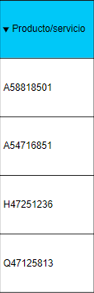 ▼ Producto/servicio
A58818501
A54716851
H47251236
Q47125813